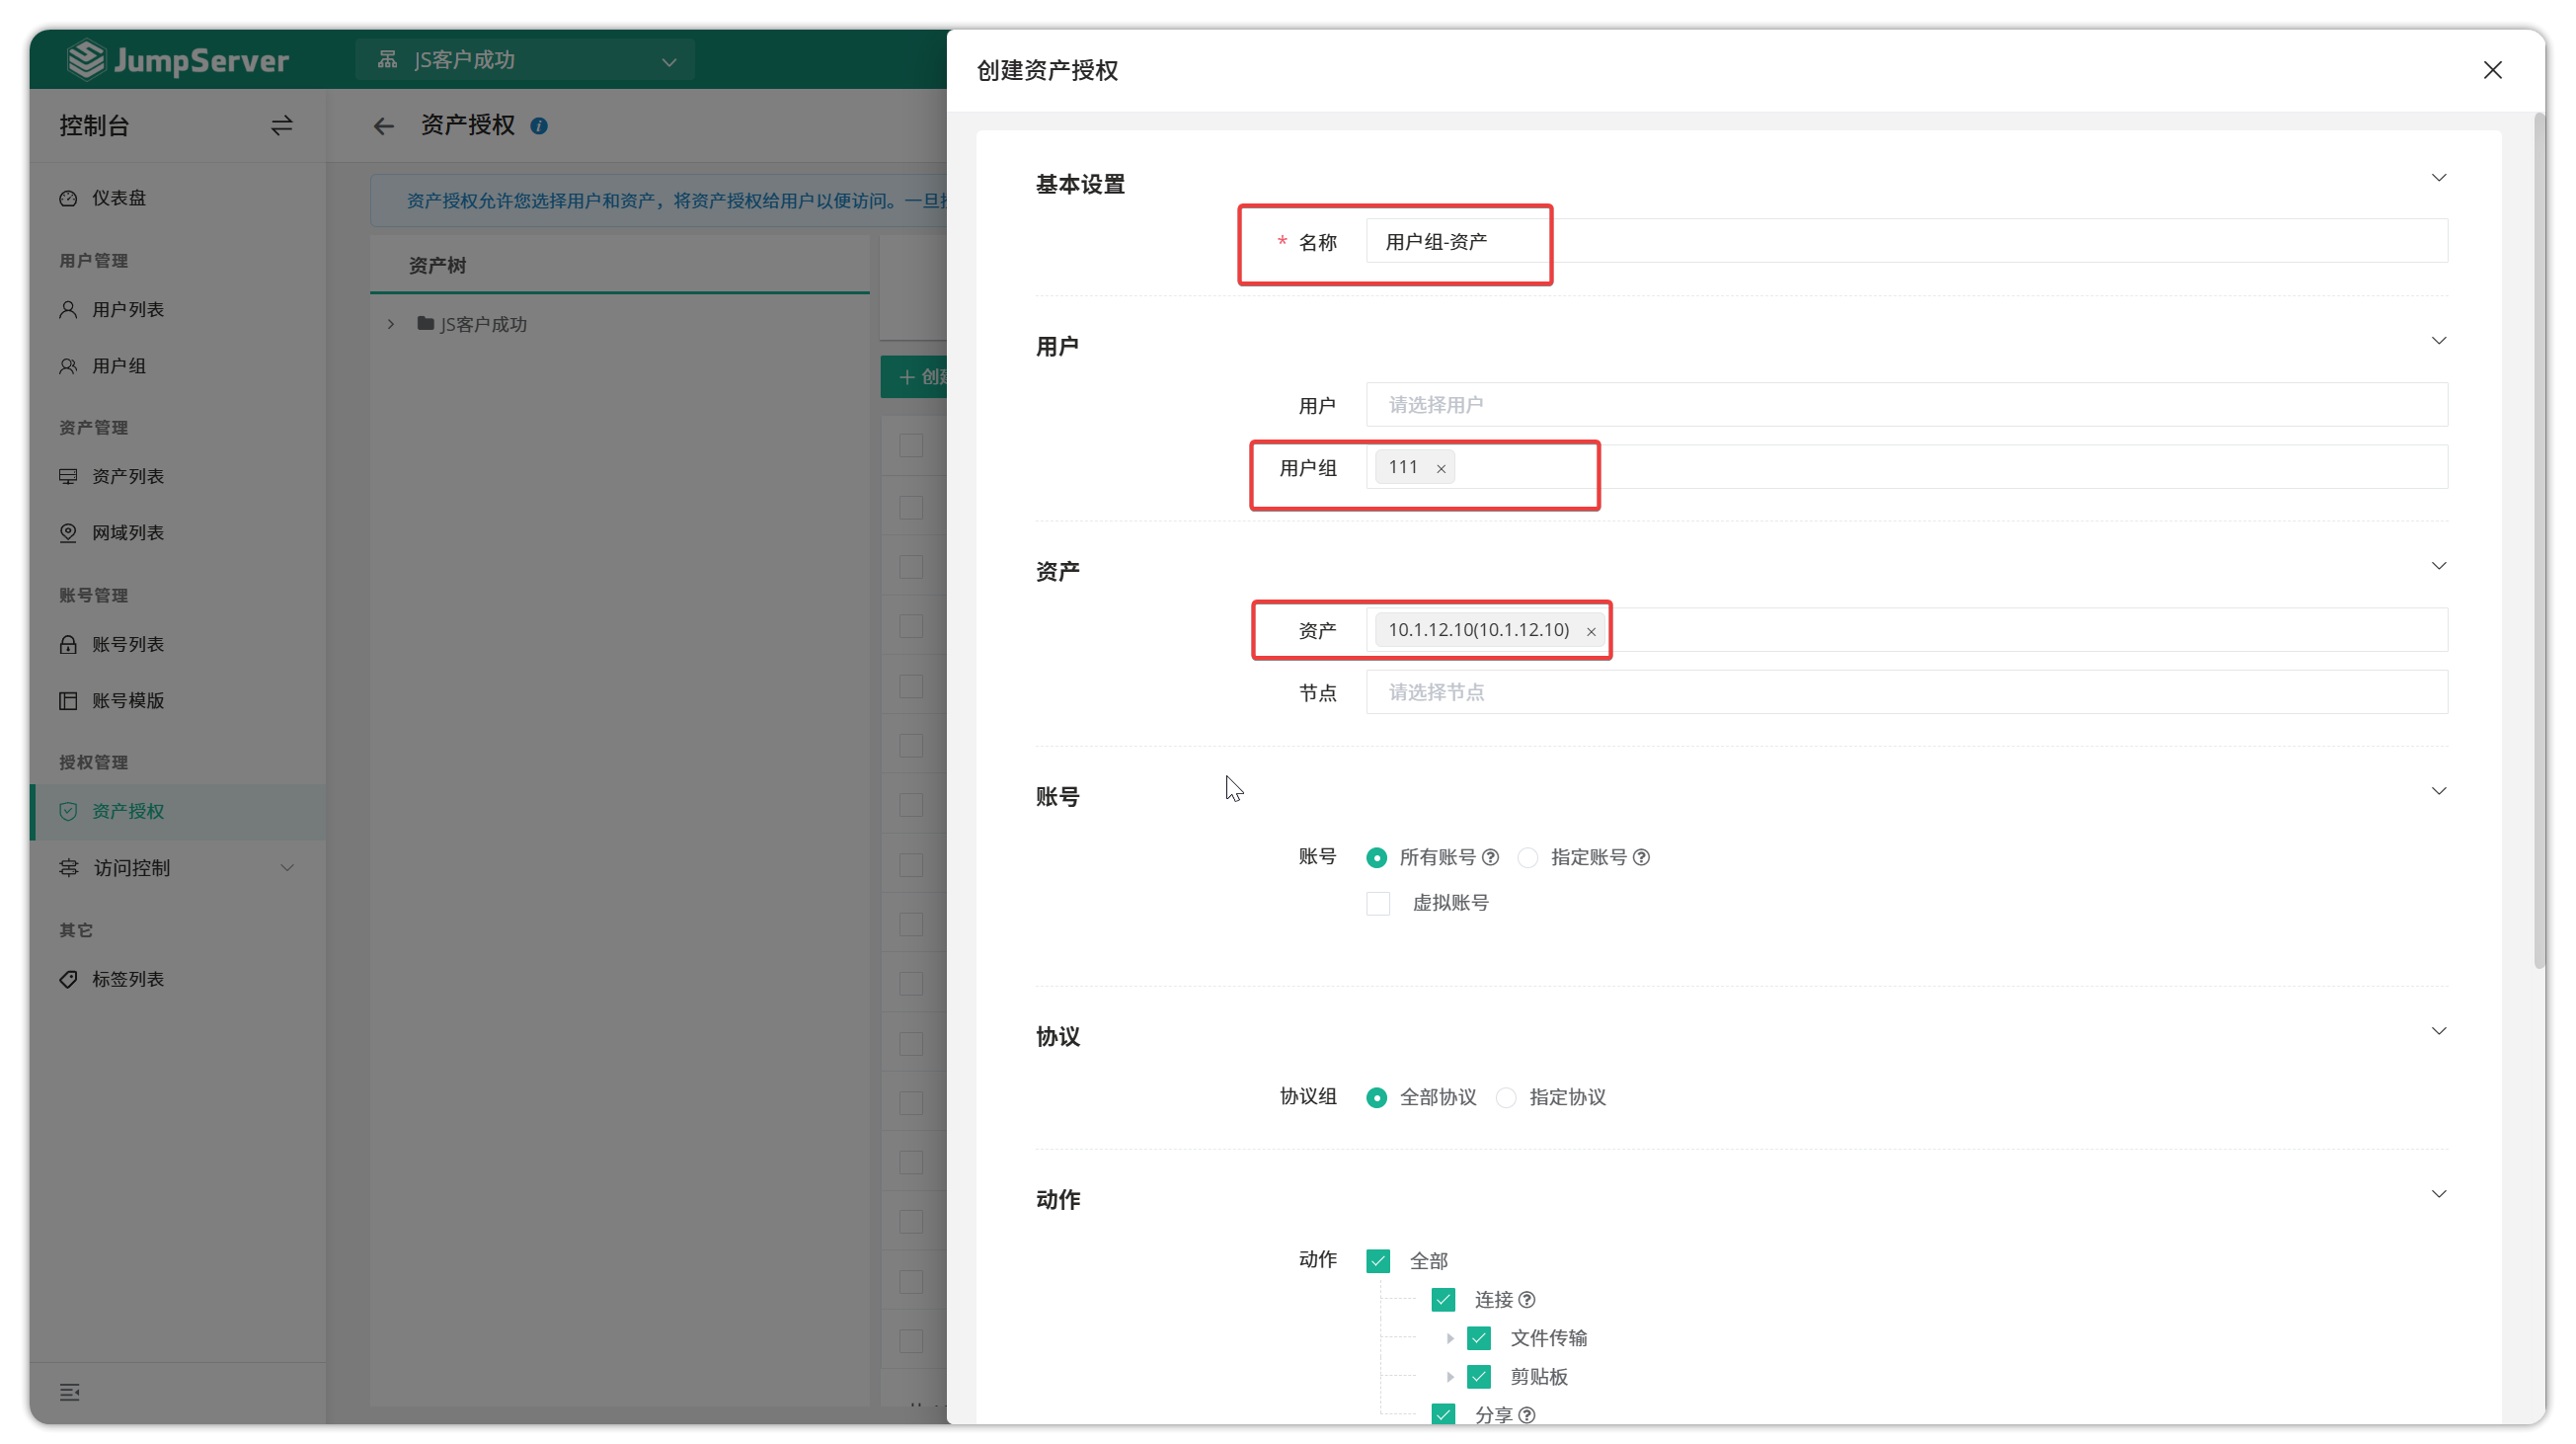 JumpServer
JS客户成功
控制台
仪表盘
用户管理
用户列表
用户组
资产管理
资产列表
网域列表
账号管理
账号列表
账号模版
授权管理
资产授权
访问控制
其它
标签列表
资产授权
资产授权允许您选择用户和资产，将资产授权给用户以便访问。一旦
资产树
JS客户成功
创建资产授权
基本设置
* 名称 用户组-资产
用户
用户 请选择用户
用户组 111 ×
资产
资产 10.1.12.10(10.1.12.10) ×
节点 请选择节点
账号
账号 所有账号 指定账号
虚拟账号
协议
协议组 全部协议 指定协议
动作
动作 全部
连接
文件传输
剪贴板
分享